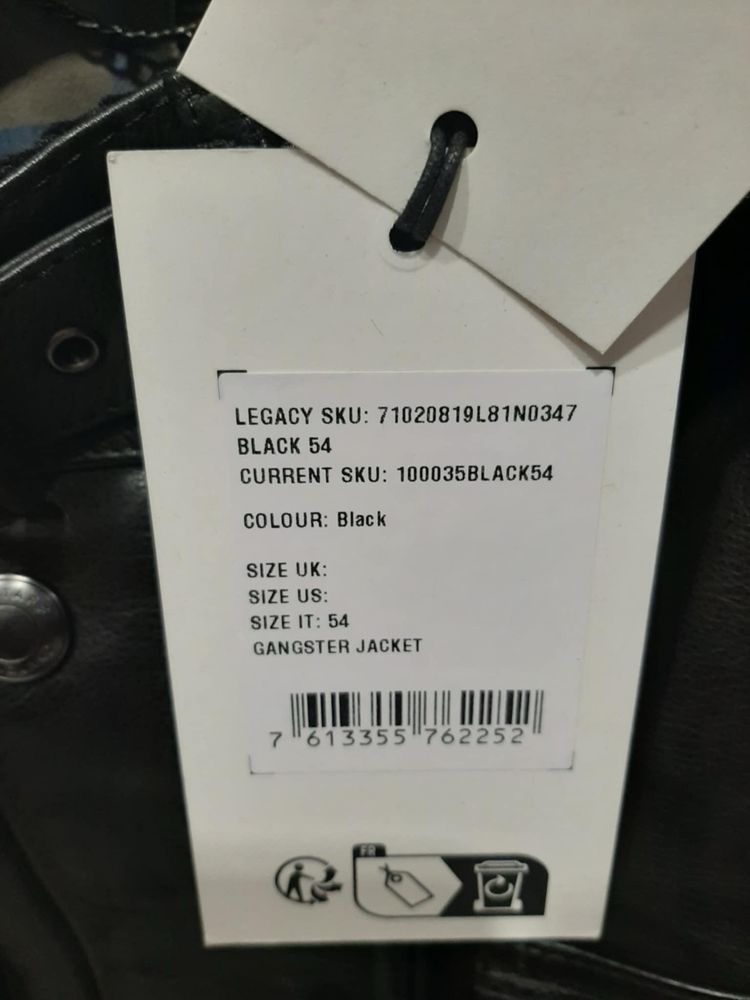 LEGACY SKU: 71020819L81N0347
BLACK 54
CURRENT SKU: 100035BLACK54
COLOUR: Black
SIZE UK:
SIZE US:
SIZE IT: 54
GANGSTER JACKET
7 613355 762252
FR